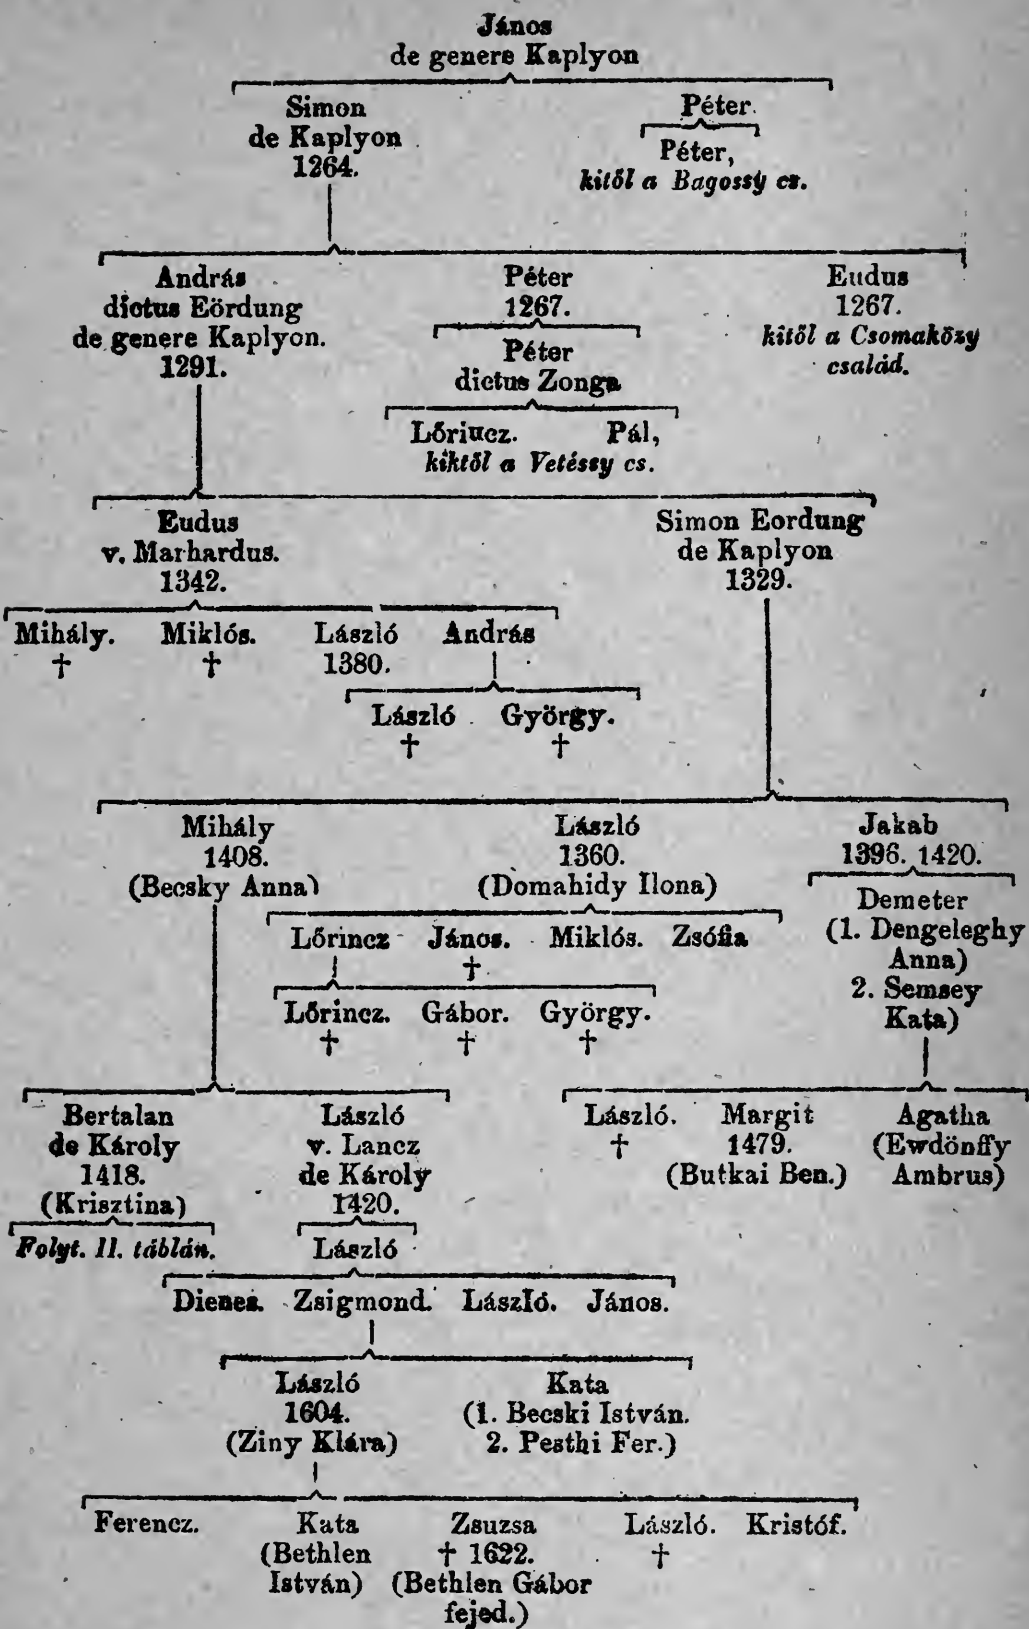 János
de genere Kaplyon
Simon
de Kaplyon
1264.
Péter.
Péter,
kitől a Bagossy cs.
András
dictus Eördung
de genere Kaplyon.
1291.
Péter
1267.
Péter
dictus Zonga
Lőrincz. Pál,
kiktől a Vetéssy cs.
Eudus
1267.
kitől a Csomaközy
család.
Eudus
v. Marhardus.
1342.
Simon Eordung
de Kaplyon
1329.
Mihály. Miklós. László András
† † 1380.
László György.
† †
Mihály
1408.
(Becsky Anna)
László
1360.
(Domahidy Ilona)
Jakab
1396. 1420.
Lőrincz János. Miklós. Zsófia
†
Lőrincz. Gábor. György.
† † †
Demeter
(1. Dengeleghy
Anna)
2. Semsey
Kata)
Bertalan
de Károly
1418.
(Krisztina)
Folyt. II. táblán.
László
v. Lancz
de Károly
1420.
László
László.
†
Margit
1479.
(Butkai Ben.)
Agatha
(Ewdönffy
Ambrus)
Dienes. Zsigmond. László. János.
László
1604.
(Ziny Klára)
Kata
(1. Becski István.
2. Pesthi Fer.)
Ferencz.
Kata
(Bethlen
István)
Zsuzsa
† 1622.
(Bethlen Gábor
fejed.)
László.
†
Kristóf.